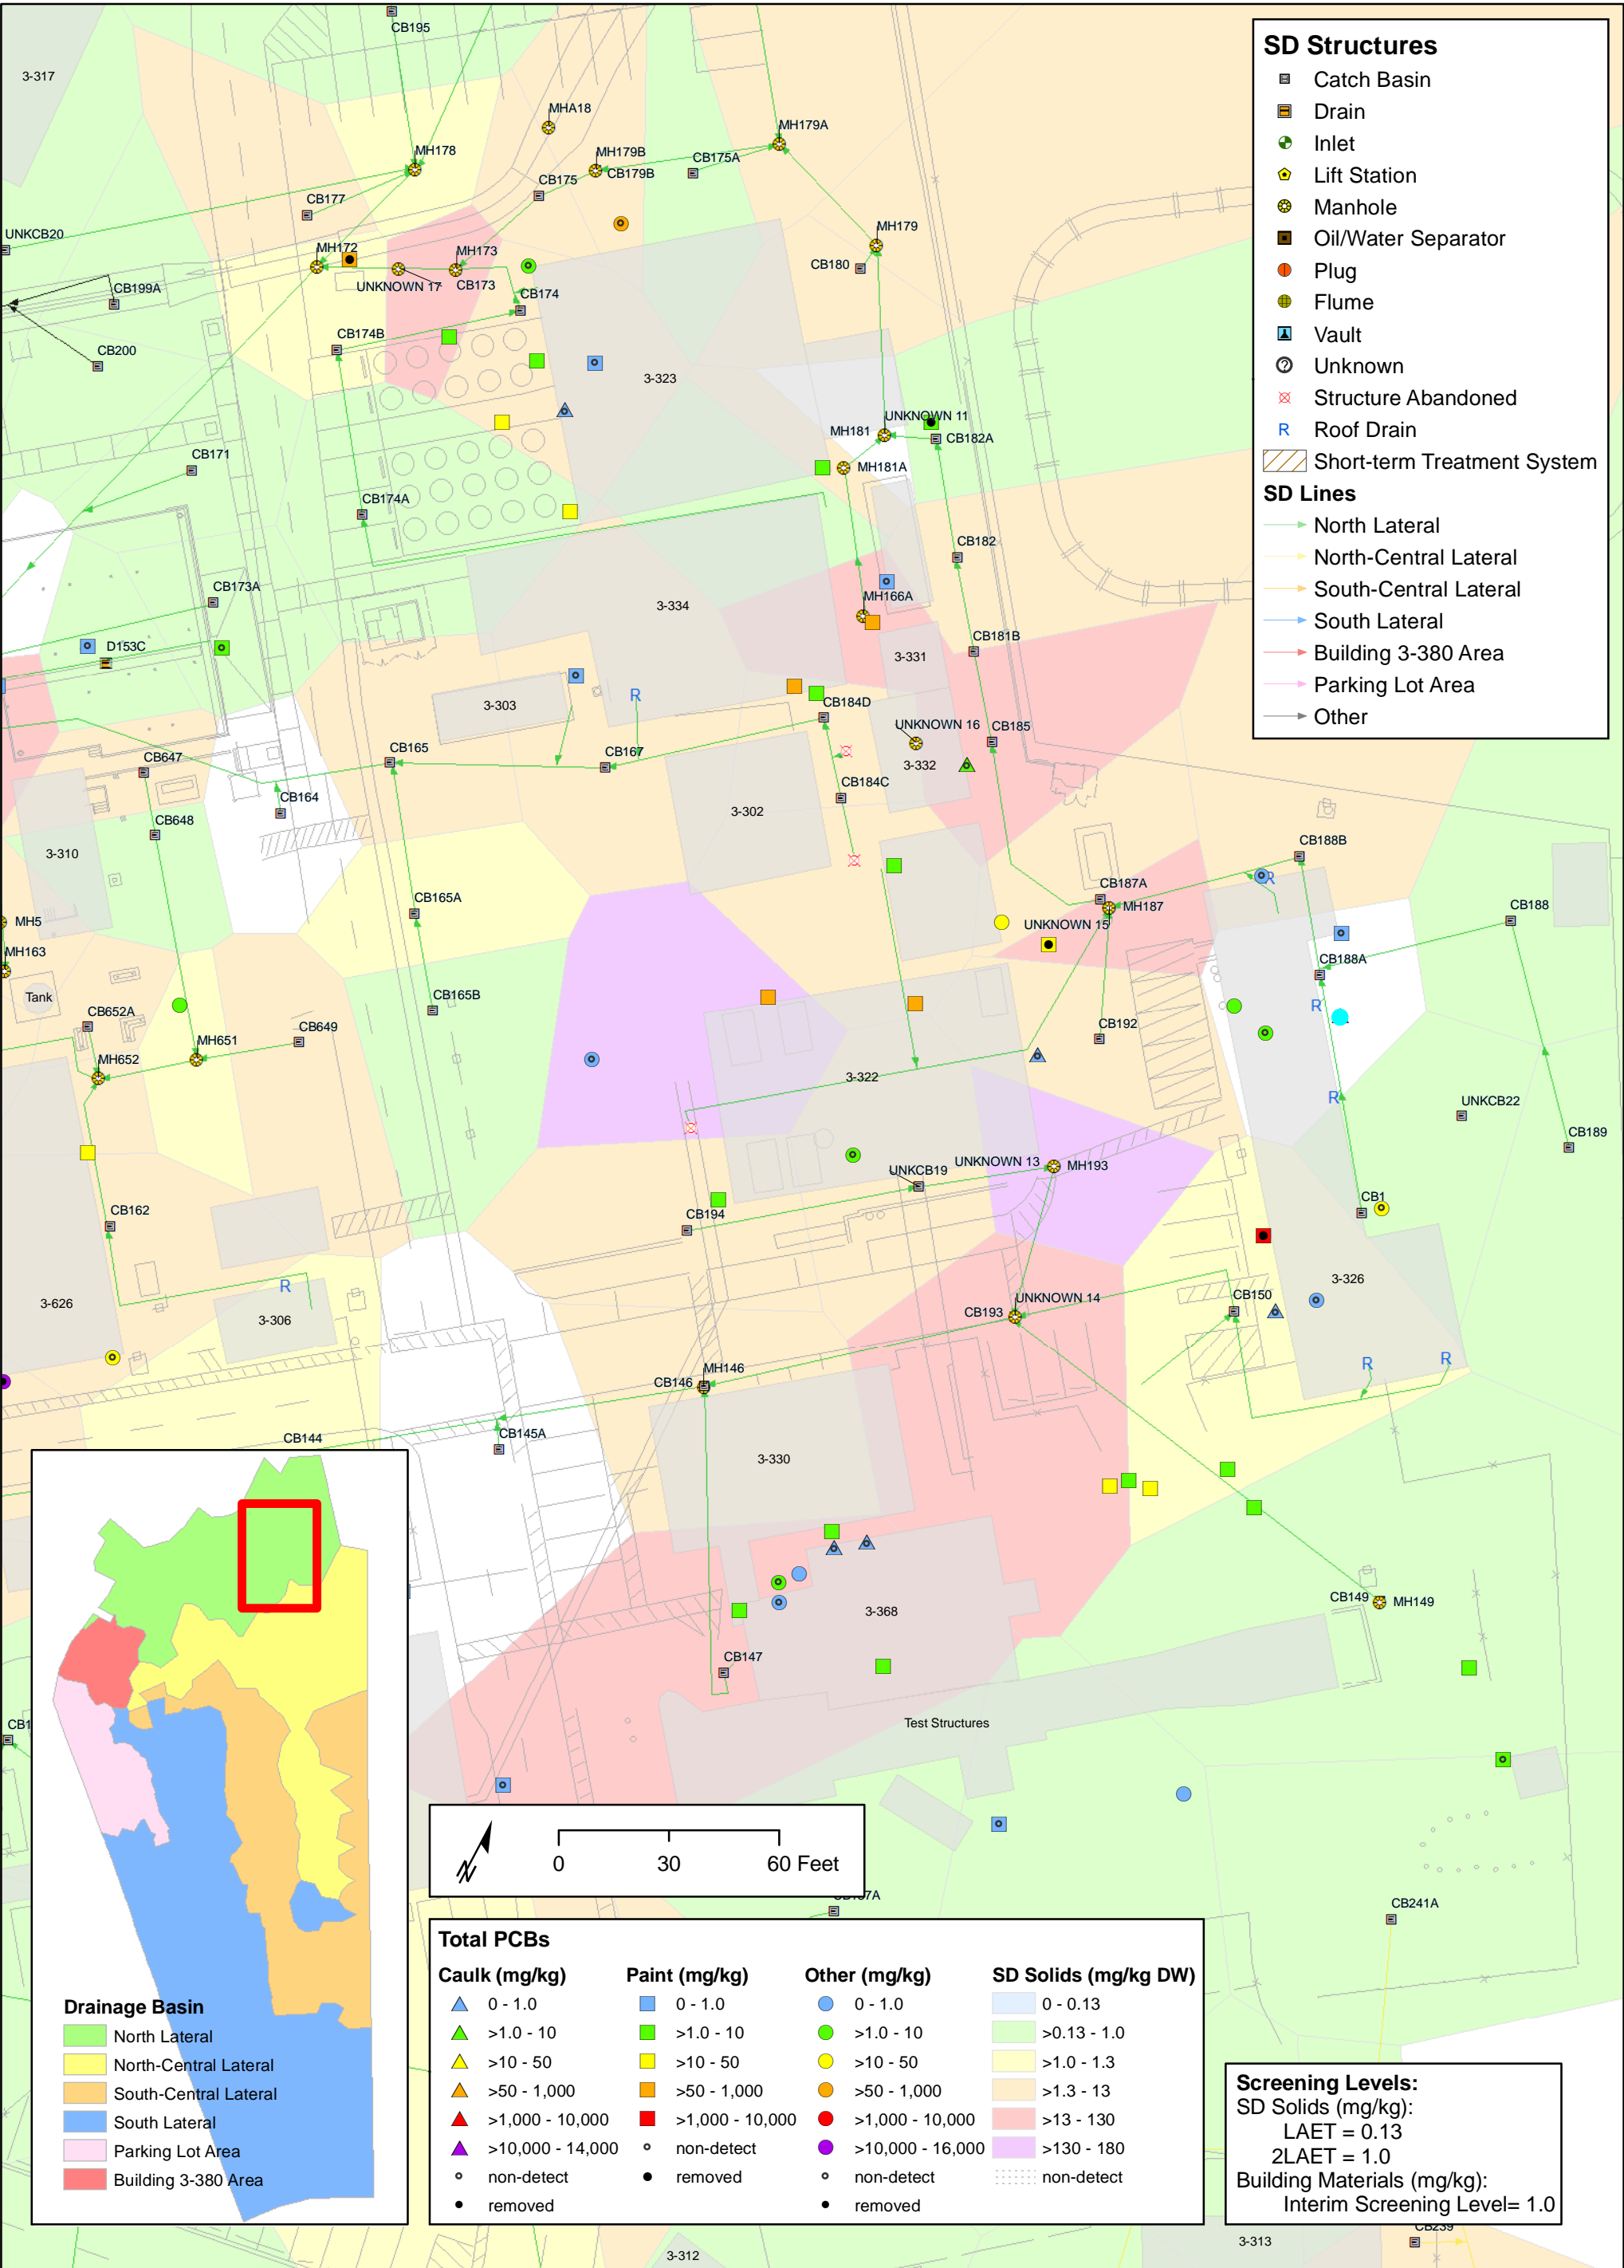 CB195
3-317
MHA18
MH179A
MH178
MH179B
CB179B
CB175A
CB175
CB177
MH179
UNKCB20
MH172
MH173
CB180
UNKNOWN 17
CB173
CB174
CB199A
CB174B
CB200
3-323
UNKNOWN 11
MH181
CB182A
MH181A
CB171
CB174A
CB182
CB173A
MH166A
3-334
D153C
CB181B
3-331
R
3-303
CB184D
UNKNOWN 16
CB185
CB165
CB167
CB647
3-332
CB164
CB184C
3-302
CB648
3-310
CB188B
R
CB187A
MH187
CB165A
MH5
UNKNOWN 15
CB188
MH163
CB188A
Tank
R
CB165B
CB652A
CB649
MH651
CB192
MH652
3-322
R
UNKCB22
CB189
UNKNOWN 13
MH193
UNKCB19
CB1
CB162
CB194
R
3-326
3-626
3-306
UNKNOWN 14
CB193
CB150
R
R
MH146
CB146
CB144
CB145A
3-330
CB149
MH149
3-368
CB147
Test Structures
CB1
CB241A
3-312
3-313
CB239
SD Structures
Catch Basin
Drain
Inlet
Lift Station
Manhole
Oil/Water Separator
Plug
Flume
Vault
? Unknown
Structure Abandoned
R Roof Drain
Short-term Treatment System
SD Lines
North Lateral
North-Central Lateral
South-Central Lateral
South Lateral
Building 3-380 Area
Parking Lot Area
Other
N
0 30 60 Feet
Drainage Basin
North Lateral
North-Central Lateral
South-Central Lateral
South Lateral
Parking Lot Area
Building 3-380 Area
Total PCBs
Caulk (mg/kg) Paint (mg/kg) Other (mg/kg) SD Solids (mg/kg DW)
0 - 1.0 0 - 1.0 0 - 1.0 0 - 0.13
>1.0 - 10 >1.0 - 10 >1.0 - 10 >0.13 - 1.0
>10 - 50 >10 - 50 >10 - 50 >1.0 - 1.3
>50 - 1,000 >50 - 1,000 >50 - 1,000 >1.3 - 13
>1,000 - 10,000 >1,000 - 10,000 >1,000 - 10,000 >13 - 130
>10,000 - 14,000 non-detect >10,000 - 16,000 >130 - 180
non-detect removed non-detect non-detect
removed removed
Screening Levels:
SD Solids (mg/kg):
LAET = 0.13
2LAET = 1.0
Building Materials (mg/kg):
Interim Screening Level= 1.0